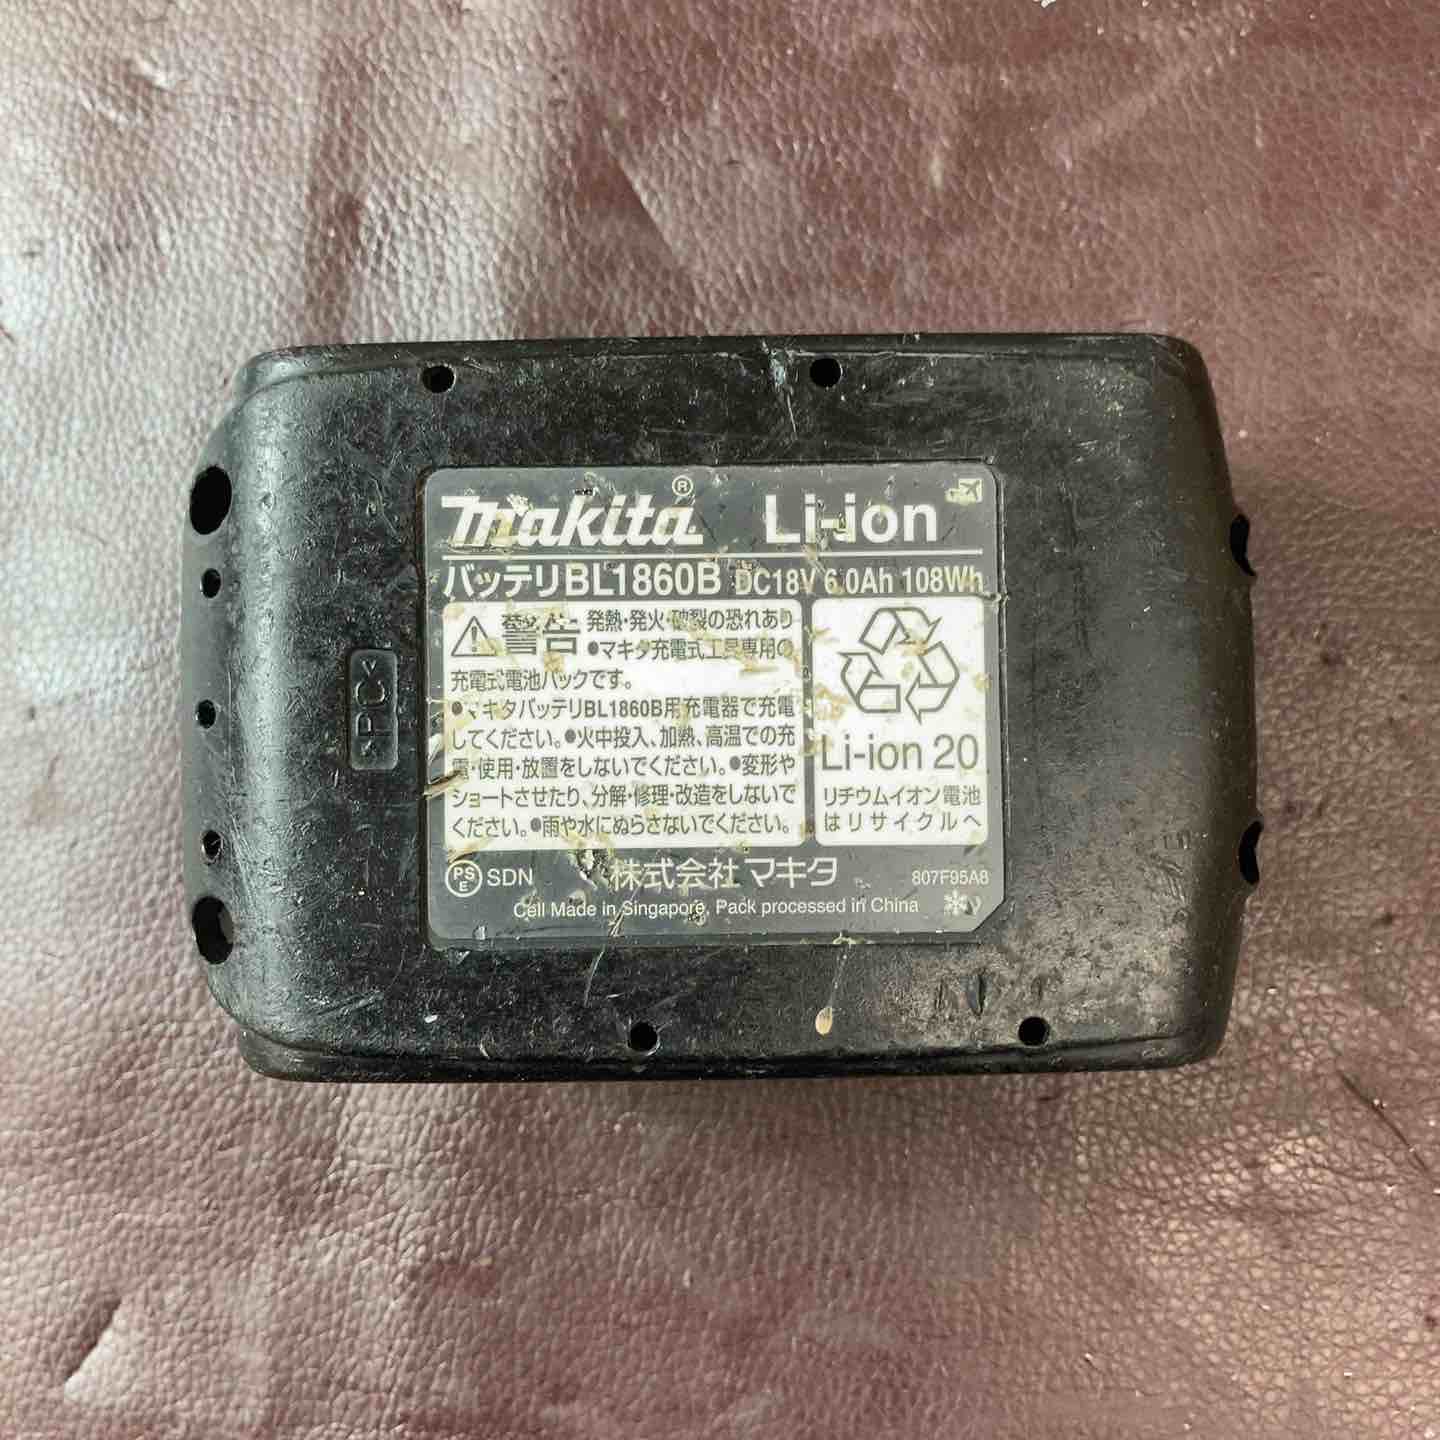 makita® Li-ion
バッテリBL1860B DC18V 6.0Ah 108Wh
警告 発熱・発火・破裂の恐れあり
●マキタ充電式工具専用の
充電式電池パックです。
●マキタバッテリBL1860B用充電器で充電
してください。●火中投入、加熱、高温での充
電・使用・放置をしないでください。●変形や
ショートさせたり、分解・修理・改造をしないで
ください。●雨や水にぬらさないでください。
Li-ion 20
リチウムイオン電池
はリサイクルへ
PS
E SDN 株式会社マキタ 807F95A8
Cell Made in Singapore, Pack processed in China
>PC<